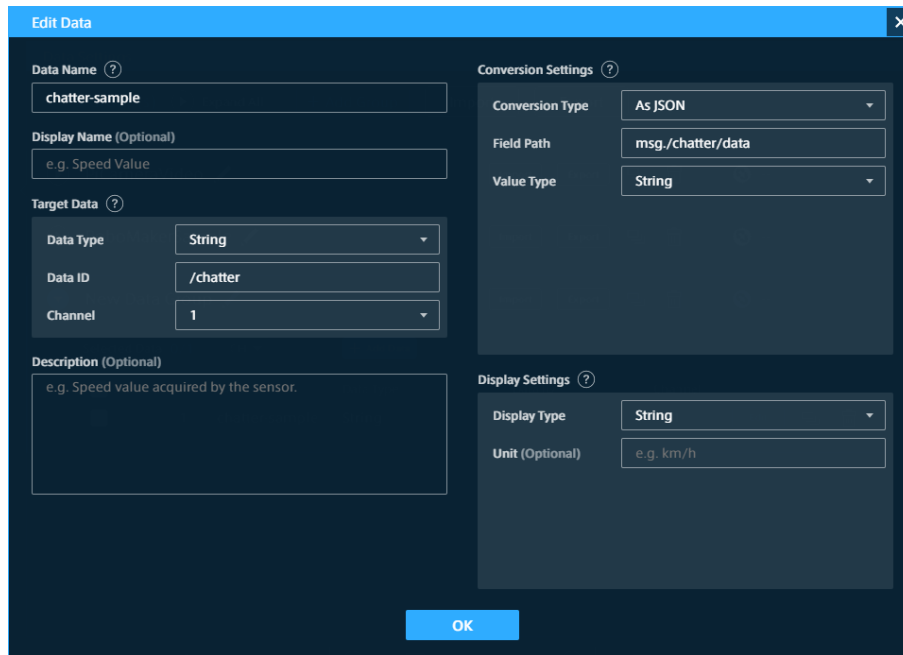 Edit Data
Data Name ?
chatter-sample
Display Name (Optional)
e.g. Speed Value
Target Data ?
Data Type String
Data ID /chatter
Channel 1
Description (Optional)
e.g. Speed value acquired by the sensor.
Conversion Settings ?
Conversion Type As JSON
Field Path msg./chatter/data
Value Type String
Display Settings ?
Display Type String
Unit (Optional) e.g. km/h
OK